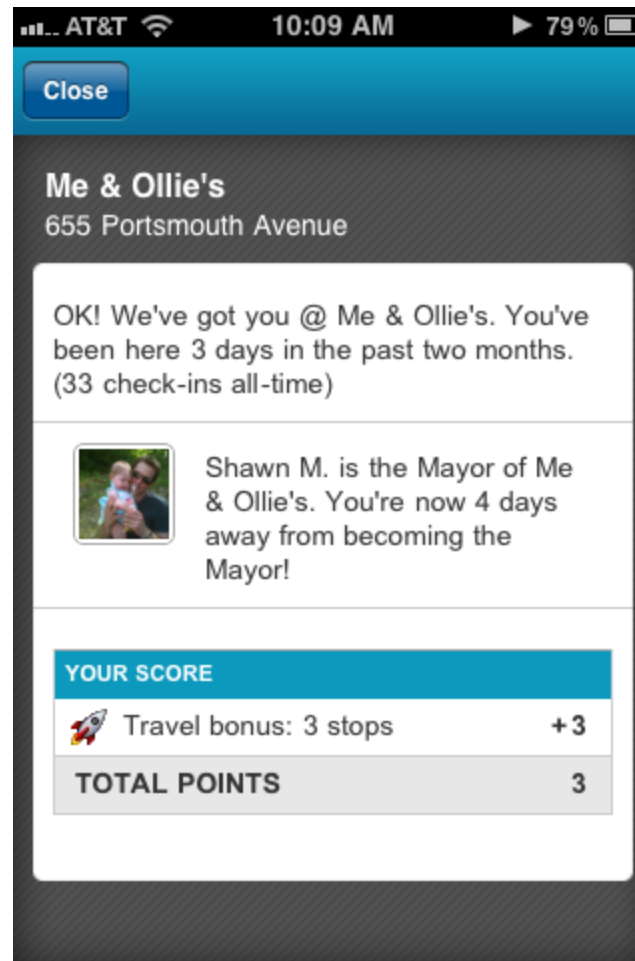 AT&T 10:09 AM 79%
Close
Me & Ollie's
655 Portsmouth Avenue
OK! We've got you @ Me & Ollie's. You've
been here 3 days in the past two months.
(33 check-ins all-time)
Shawn M. is the Mayor of Me
& Ollie's. You're now 4 days
away from becoming the
Mayor!
YOUR SCORE
Travel bonus: 3 stops +3
TOTAL POINTS 3